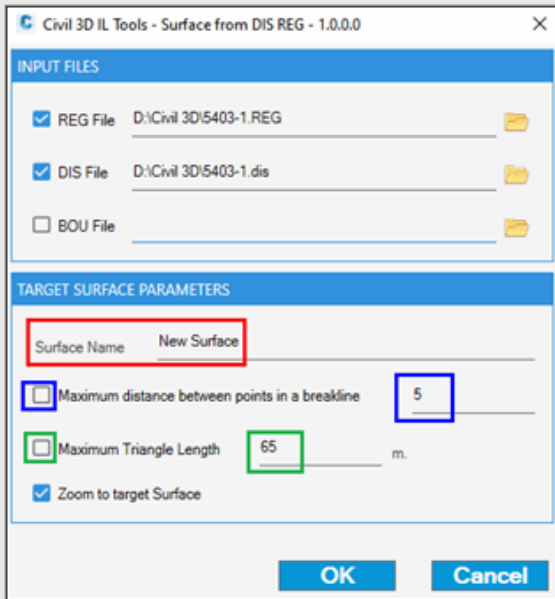 Civil 3D IL Tools - Surface from DIS REG - 1.0.0.0
INPUT FILES
REG File D:\Civil 3D\5403-1.REG
DIS File D:\Civil 3D\5403-1.dis
BOU File
TARGET SURFACE PARAMETERS
Surface Name New Surface
Maximum distance between points in a breakline 5
Maximum Triangle Length 65 m.
Zoom to target Surface
OK Cancel